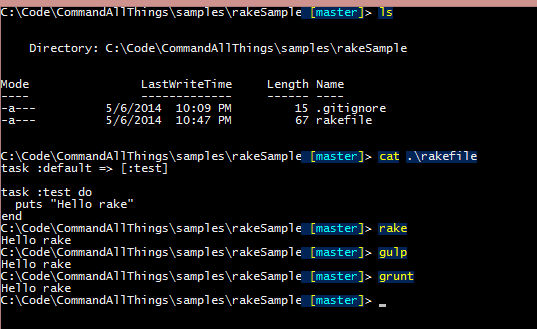 C:\Code\CommandAllThings\samples\rakeSample [master]> ls
Directory: C:\Code\CommandAllThings\samples\rakeSample
Mode LastWriteTime Length Name
---- ------------- ------ ----
-a--- 5/6/2014 10:09 PM 15 .gitignore
-a--- 5/6/2014 10:47 PM 67 rakefile
C:\Code\CommandAllThings\samples\rakeSample [master]> cat .\rakefile
task :default => [:test]
task :test do
puts "Hello rake"
end
C:\Code\CommandAllThings\samples\rakeSample [master]> rake
Hello rake
C:\Code\CommandAllThings\samples\rakeSample [master]> gulp
Hello rake
C:\Code\CommandAllThings\samples\rakeSample [master]> grunt
Hello rake
C:\Code\CommandAllThings\samples\rakeSample [master]> _